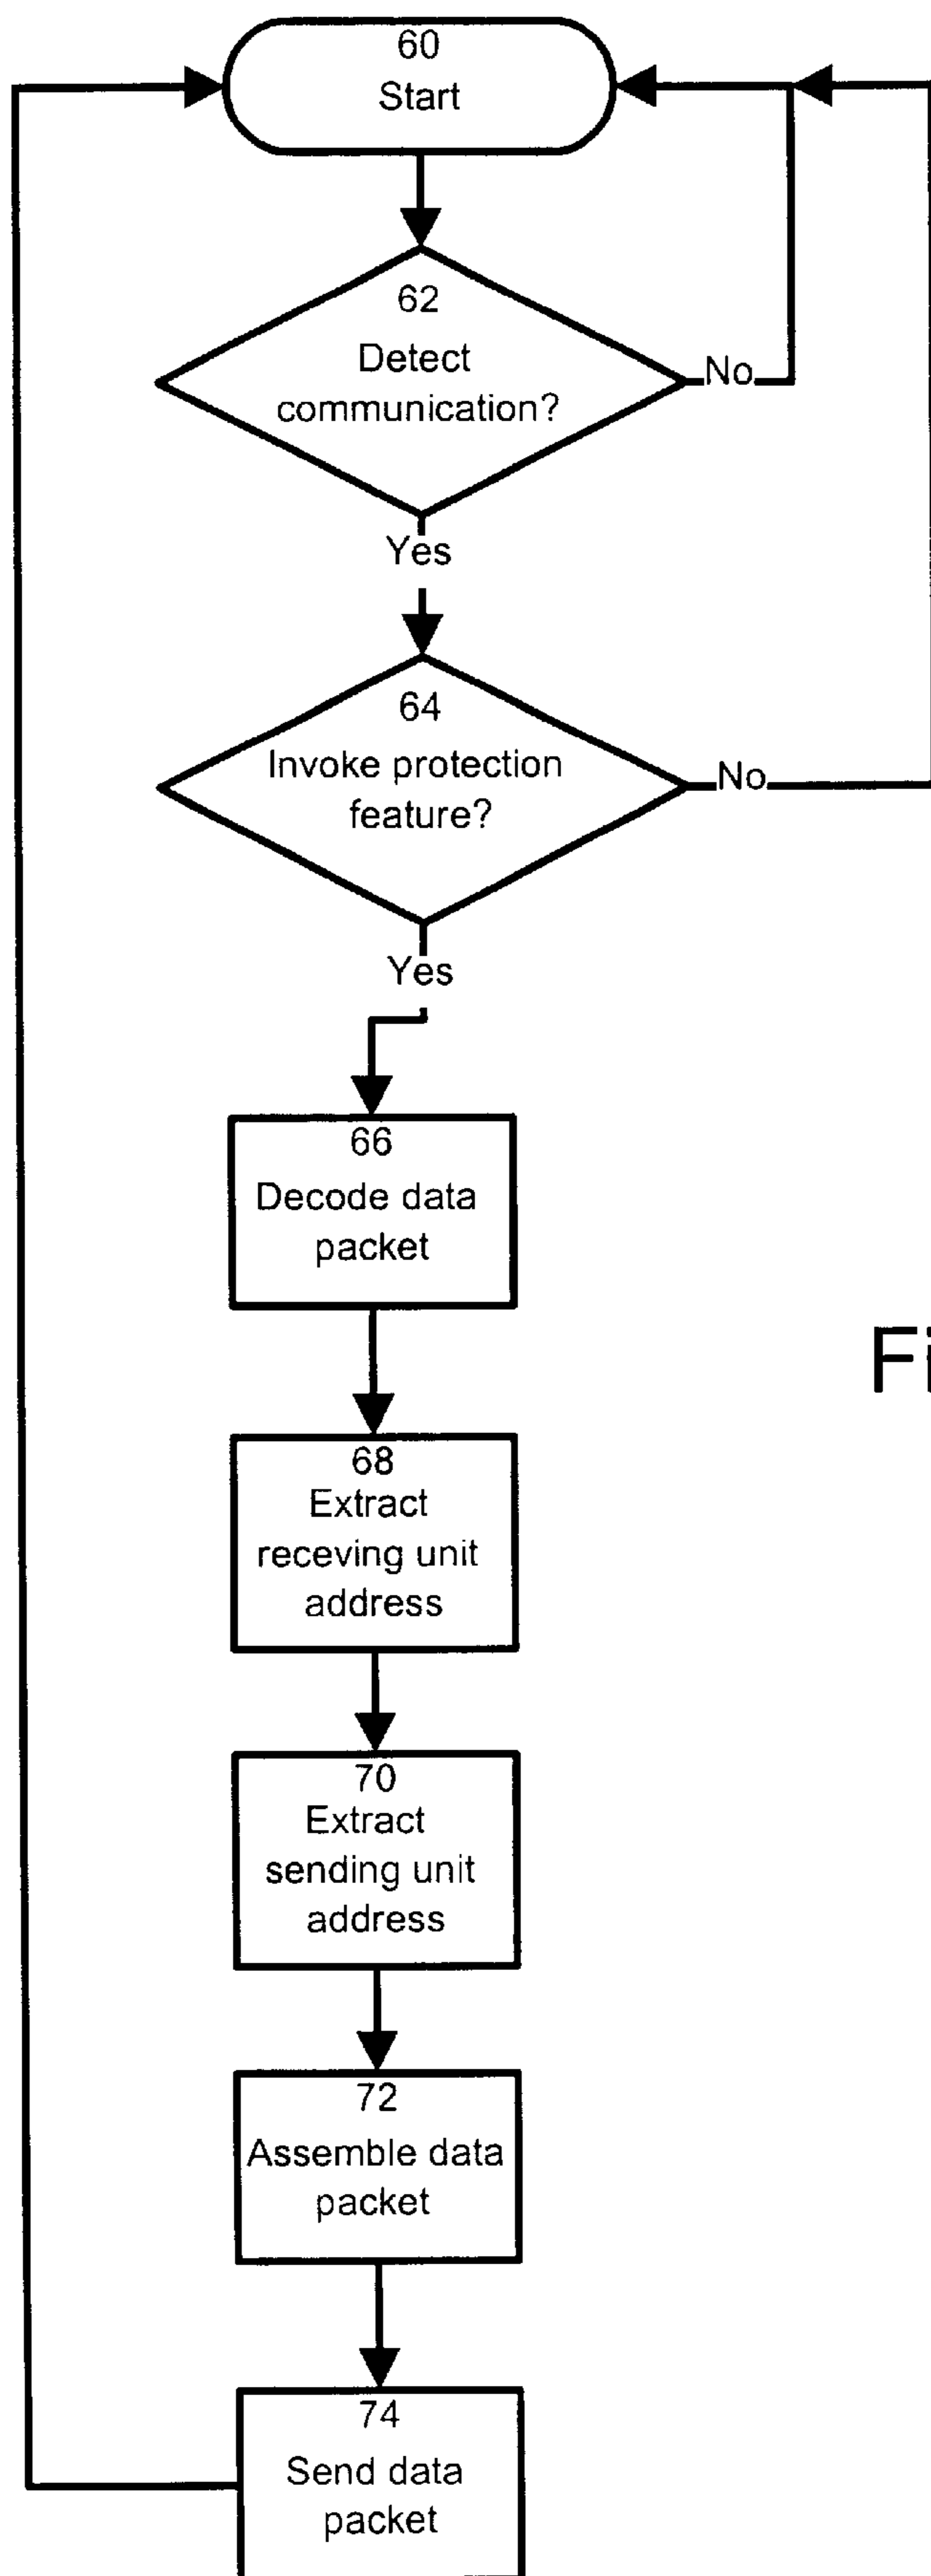 60
Start
62
Detect
communication?
No
Yes
64
Invoke protection
feature?
No
Yes
66
Decode data
packet
Fi
68
Extract
receving unit
address
70
Extract
sending unit
address
72
Assemble data
packet
74
Send data
packet